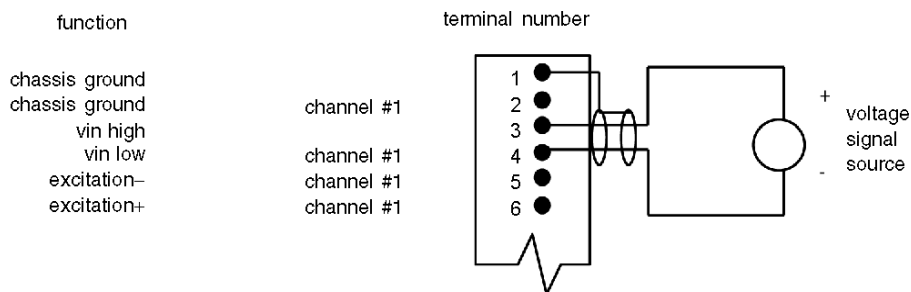 function terminal number
chassis ground 1
chassis ground channel #1 2
vin high 3
vin low channel #1 4
excitation– channel #1 5
excitation+ channel #1 6
+
voltage
signal
source
-